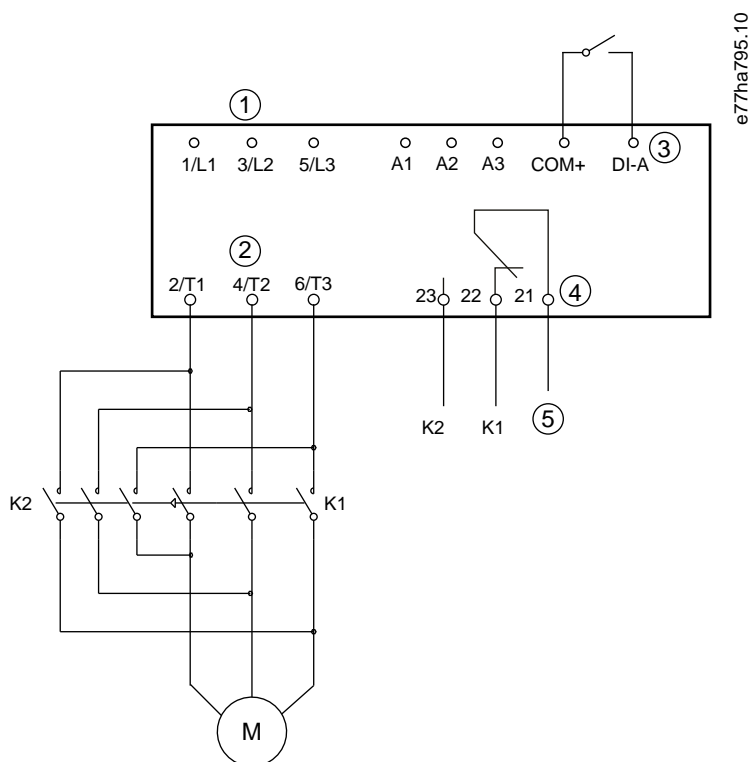 e77ha795.10
1
1/L1 3/L2 5/L3 A1 A2 A3 COM+ DI-A 3
2
2/T1 4/T2 6/T3 23 22 21 4
K2 K1 5
K2 K1
M